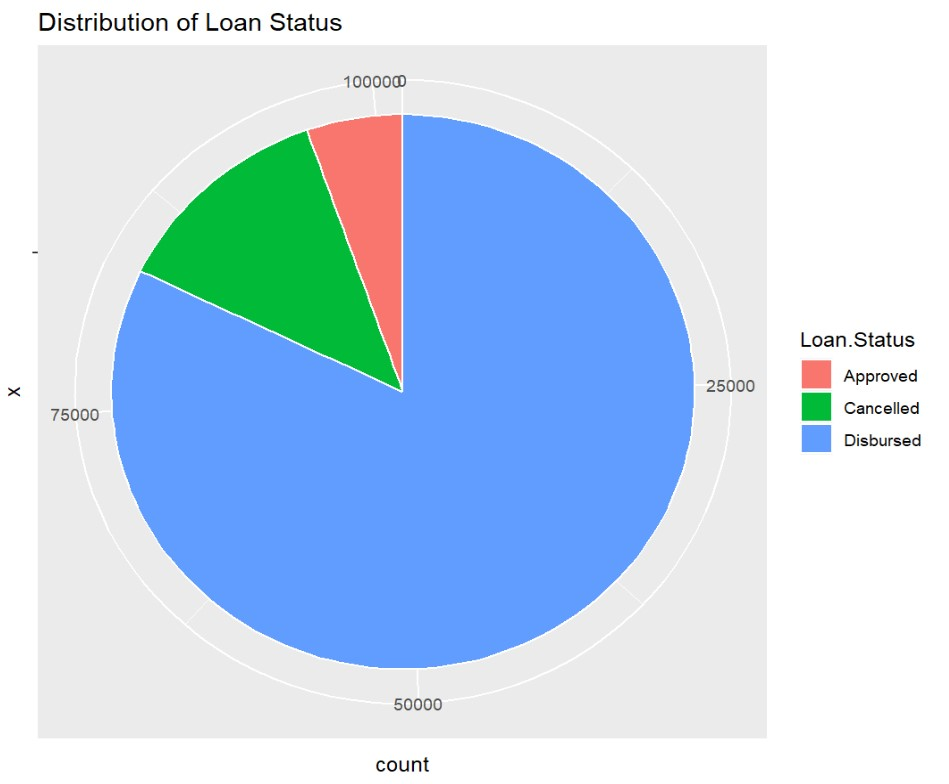 Distribution of Loan Status
100000
0
25000
75000
50000
x
count
Loan.Status
Approved
Cancelled
Disbursed